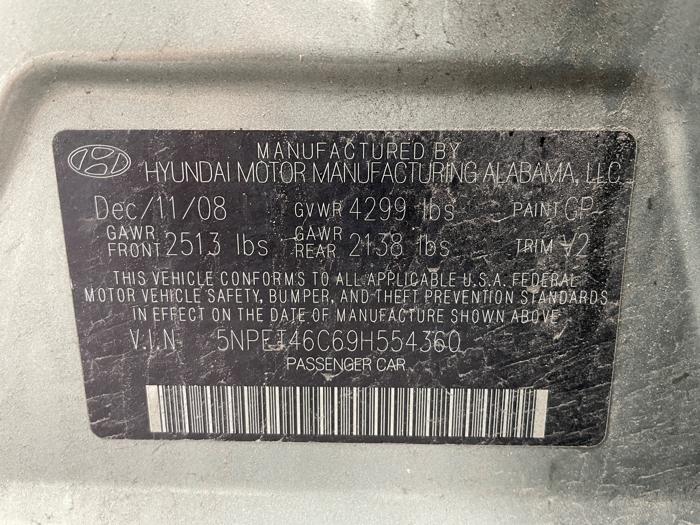 MANUFACTURED BY
HYUNDAI MOTOR MANUFACTURING ALABAMA, LLC
Dec/11/08 GVWR 4299 lbs PAINT GP
GAWR FRONT 2513 lbs GAWR REAR 2138 lbs TRIM V2
THIS VEHICLE CONFORMS TO ALL APPLICABLE U.S.A. FEDERAL
MOTOR VEHICLE SAFETY, BUMPER, AND THEFT PREVENTION STANDARDS
IN EFFECT ON THE DATE OF MANUFACTURE SHOWN ABOVE
V.I.N. 5NPET46C69H554360
PASSENGER CAR